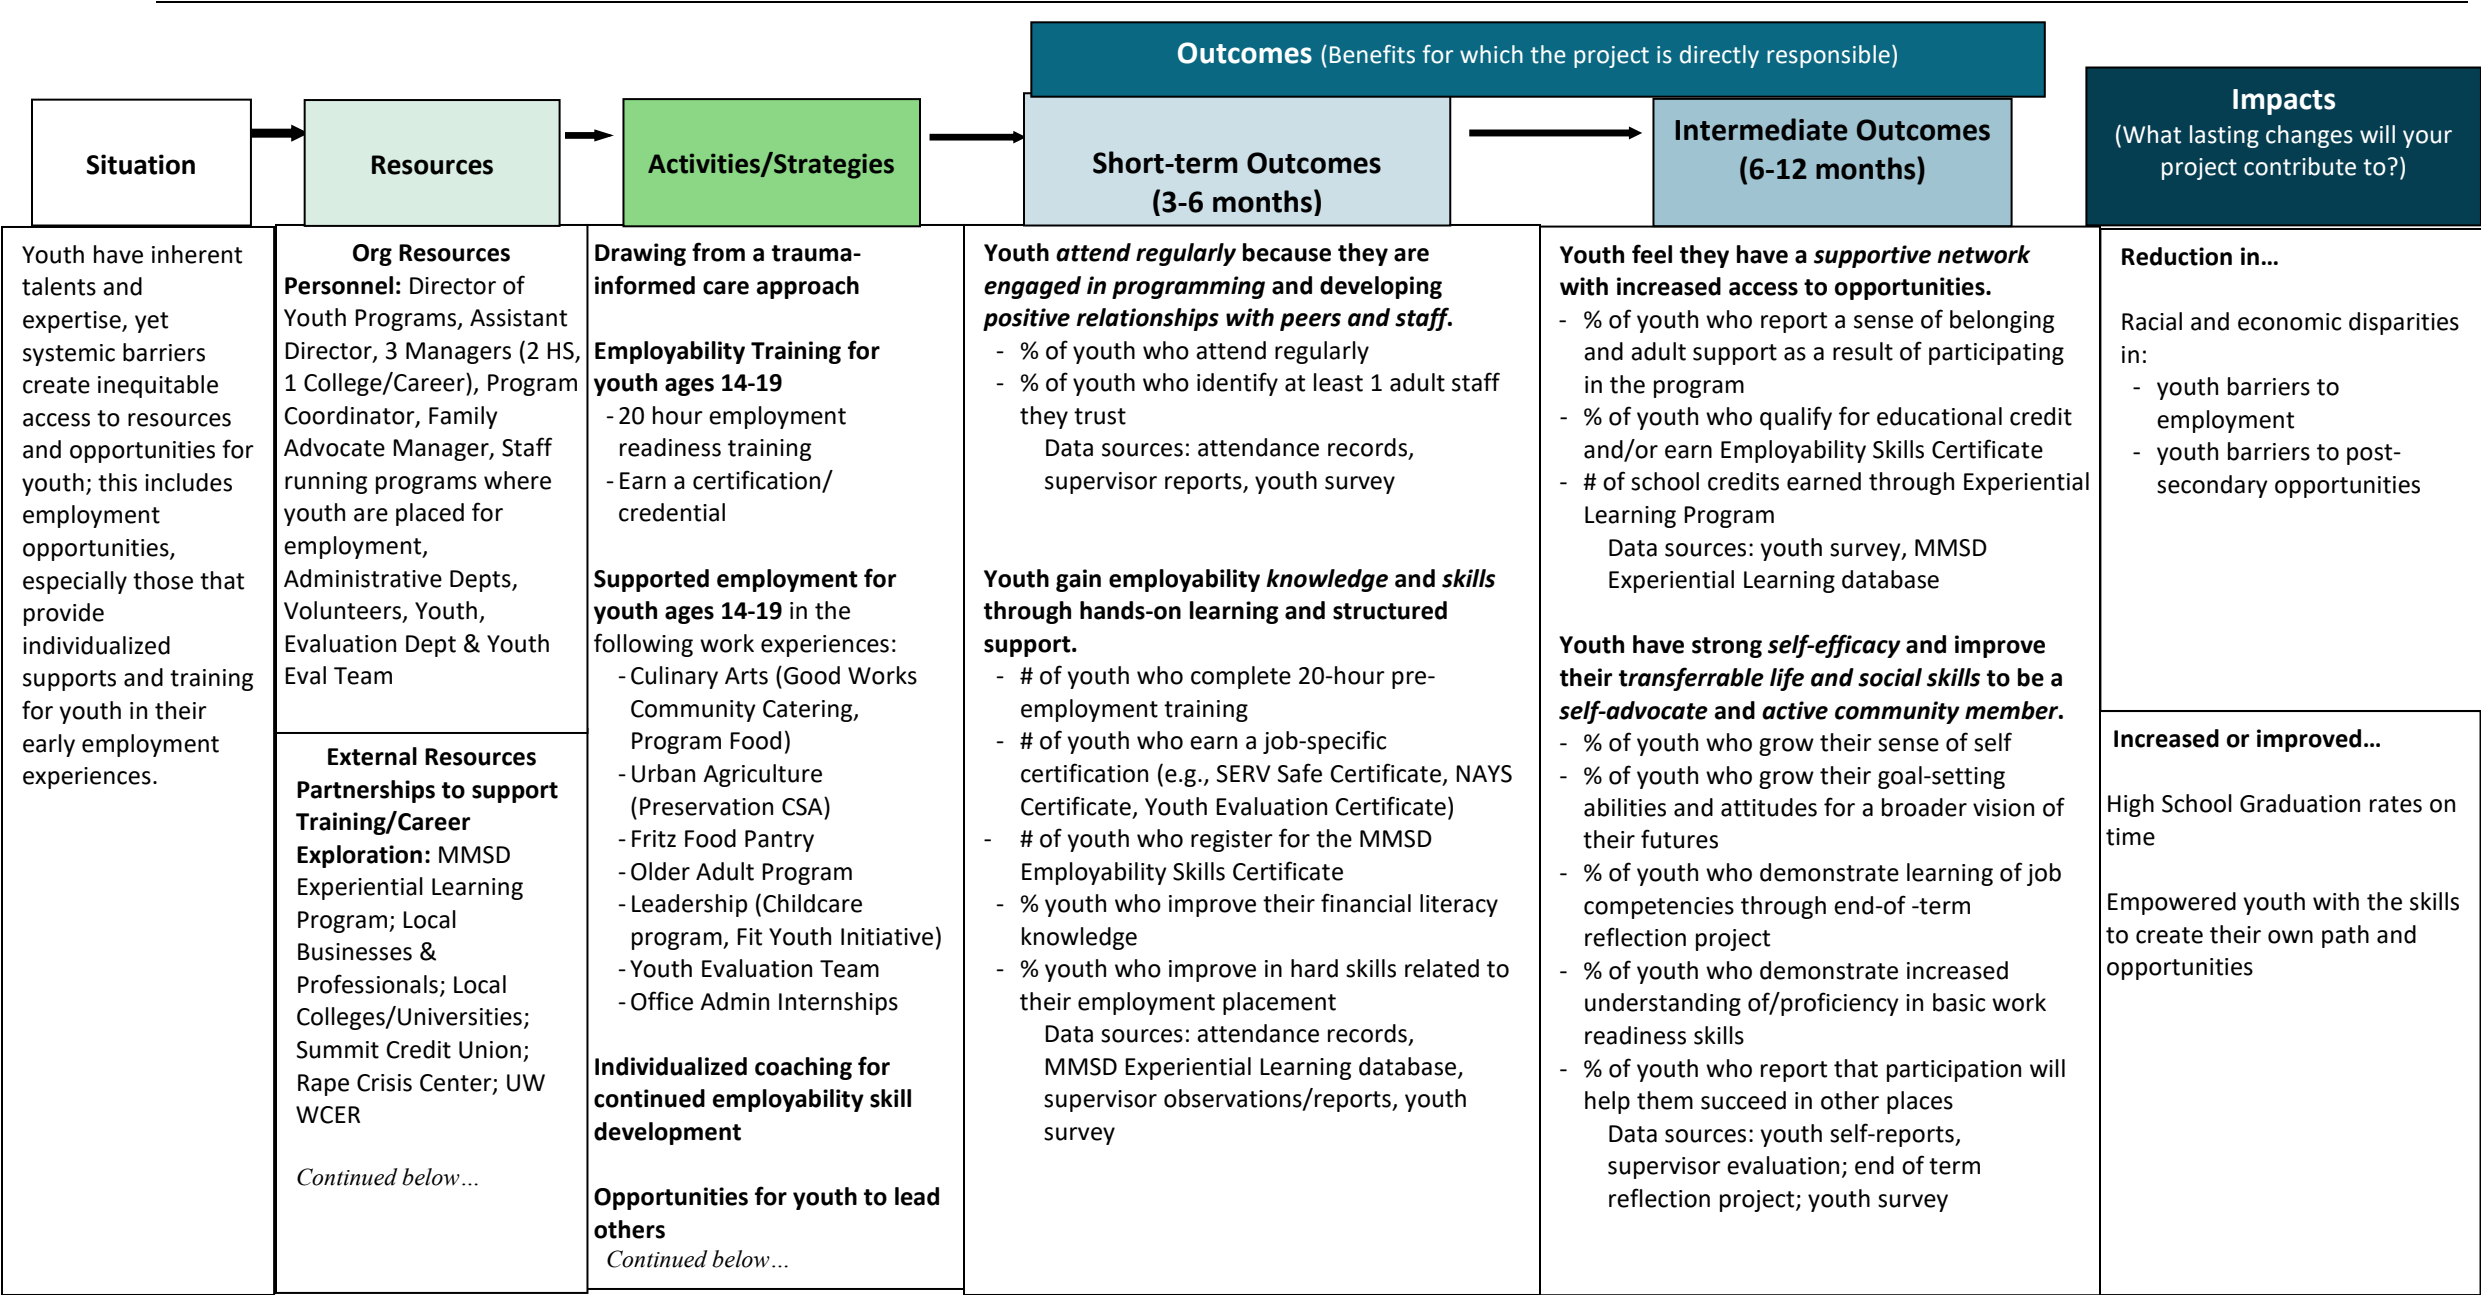 Outcomes (Benefits for which the project is directly responsible)
Situation
Resources
Activities/Strategies
Short-term Outcomes
(3-6 months)
Intermediate Outcomes
(6-12 months)
Impacts
(What lasting changes will your
project contribute to?)
Youth have inherent
talents and
expertise, yet
systemic barriers
create inequitable
access to resources
and opportunities for
youth; this includes
employment
opportunities,
especially those that
provide
individualized
supports and training
for youth in their
early employment
experiences.
Org Resources
Personnel: Director of
Youth Programs, Assistant
Director, 3 Managers (2 HS,
1 College/Career), Program
Coordinator, Family
Advocate Manager, Staff
running programs where
youth are placed for
employment,
Administrative Depts,
Volunteers, Youth,
Evaluation Dept & Youth
Eval Team
External Resources
Partnerships to support
Training/Career
Exploration: MMSD
Experiential Learning
Program; Local
Businesses &
Professionals; Local
Colleges/Universities;
Summit Credit Union;
Rape Crisis Center; UW
WCER
Continued below…
Drawing from a trauma-
informed care approach
Employability Training for
youth ages 14-19
- 20 hour employment
readiness training
- Earn a certification/
credential
Supported employment for
youth ages 14-19 in the
following work experiences:
- Culinary Arts (Good Works
Community Catering,
Program Food)
- Urban Agriculture
(Preservation CSA)
- Fritz Food Pantry
- Older Adult Program
- Leadership (Childcare
program, Fit Youth Initiative)
- Youth Evaluation Team
- Office Admin Internships
Individualized coaching for
continued employability skill
development
Opportunities for youth to lead
others
Continued below…
Youth attend regularly because they are
engaged in programming and developing
positive relationships with peers and staff.
- % of youth who attend regularly
- % of youth who identify at least 1 adult staff
they trust
Data sources: attendance records,
supervisor reports, youth survey
Youth gain employability knowledge and skills
through hands-on learning and structured
support.
- # of youth who complete 20-hour pre-
employment training
- # of youth who earn a job-specific
certification (e.g., SERV Safe Certificate, NAYS
Certificate, Youth Evaluation Certificate)
- # of youth who register for the MMSD
Employability Skills Certificate
- % youth who improve their financial literacy
knowledge
- % youth who improve in hard skills related to
their employment placement
Data sources: attendance records,
MMSD Experiential Learning database,
supervisor observations/reports, youth
survey
Youth feel they have a supportive network
with increased access to opportunities.
- % of youth who report a sense of belonging
and adult support as a result of participating
in the program
- % of youth who qualify for educational credit
and/or earn Employability Skills Certificate
- # of school credits earned through Experiential
Learning Program
Data sources: youth survey, MMSD
Experiential Learning database
Youth have strong self-efficacy and improve
their transferrable life and social skills to be a
self-advocate and active community member.
- % of youth who grow their sense of self
- % of youth who grow their goal-setting
abilities and attitudes for a broader vision of
their futures
- % of youth who demonstrate learning of job
competencies through end-of -term
reflection project
- % of youth who demonstrate increased
understanding of/proficiency in basic work
readiness skills
- % of youth who report that participation will
help them succeed in other places
Data sources: youth self-reports,
supervisor evaluation; end of term
reflection project; youth survey
Reduction in…
Racial and economic disparities
in:
- youth barriers to
employment
- youth barriers to post-
secondary opportunities
Increased or improved…
High School Graduation rates on
time
Empowered youth with the skills
to create their own path and
opportunities